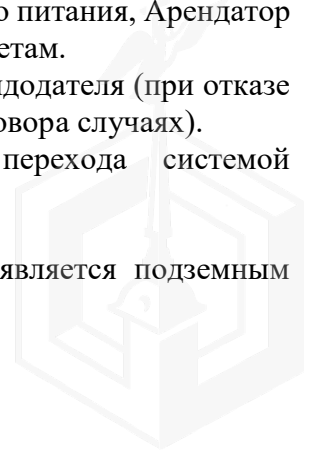 о питания, Арендатор
етам.
ндодателя (при отказе
овора случаях).
перехода системой
является подземным